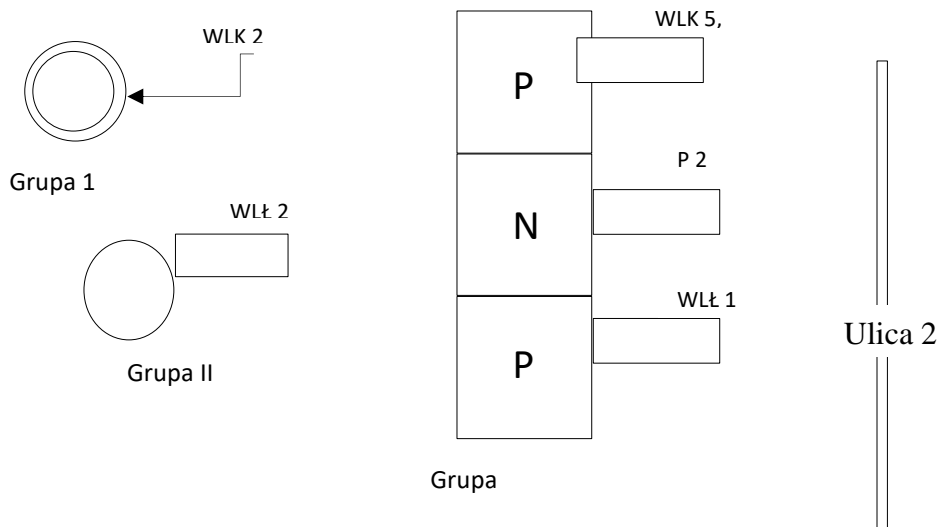 WLK 2
Grupa 1
WLŁ 2
Grupa II
WLK 5,
P
P 2
N
WLŁ 1
P
Grupa
Ulica 2